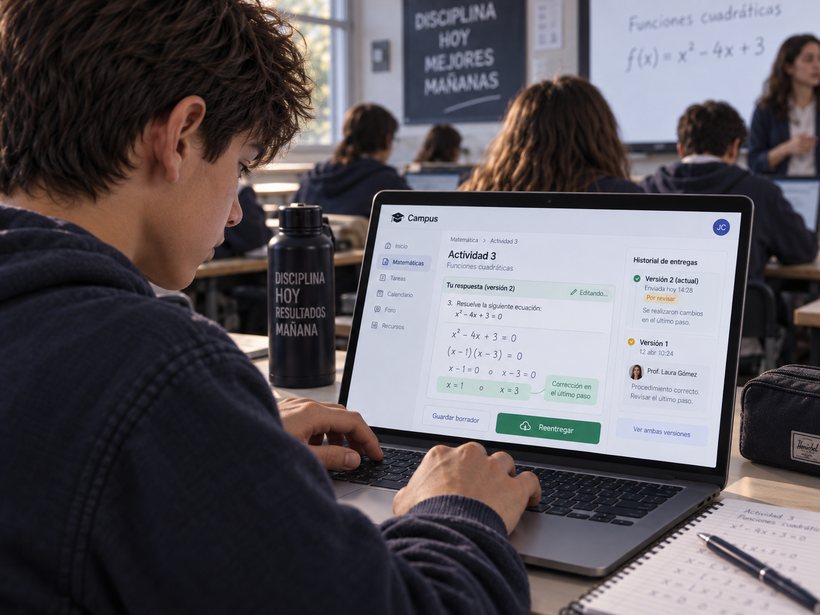 DISCIPLINA
HOY
MEJORES
MAÑANAS
Funciones cuadráticas
f(x) = x² − 4x + 3
DISCIPLINA
HOY
RESULTADOS
MAÑANA
Campus
JC
Inicio
Matemáticas
Tareas
Calendario
Foro
Recursos
Matemática > Actividad 3
Actividad 3
Funciones cuadráticas
Tu respuesta (versión 2)
Editando...
3. Resuelve la siguiente ecuación:
x² − 4x + 3 = 0
x² − 4x + 3 = 0
(x − 1)(x − 3) = 0
x − 1 = 0 o x − 3 = 0
x = 1 o x = 3
Corrección en
el último paso
Guardar borrador
Reentregar
Historial de entregas
Versión 2 (actual)
Enviada hoy 14:28
Por revisar
Se realizaron cambios
en el último paso.
Versión 1
12 abr 10:24
Prof. Laura Gómez
Procedimiento correcto.
Revisar el último paso.
Ver ambas versiones
Herschel
Actividad 3
Funciones cuadráticas
x² − 4x + 3 = 0